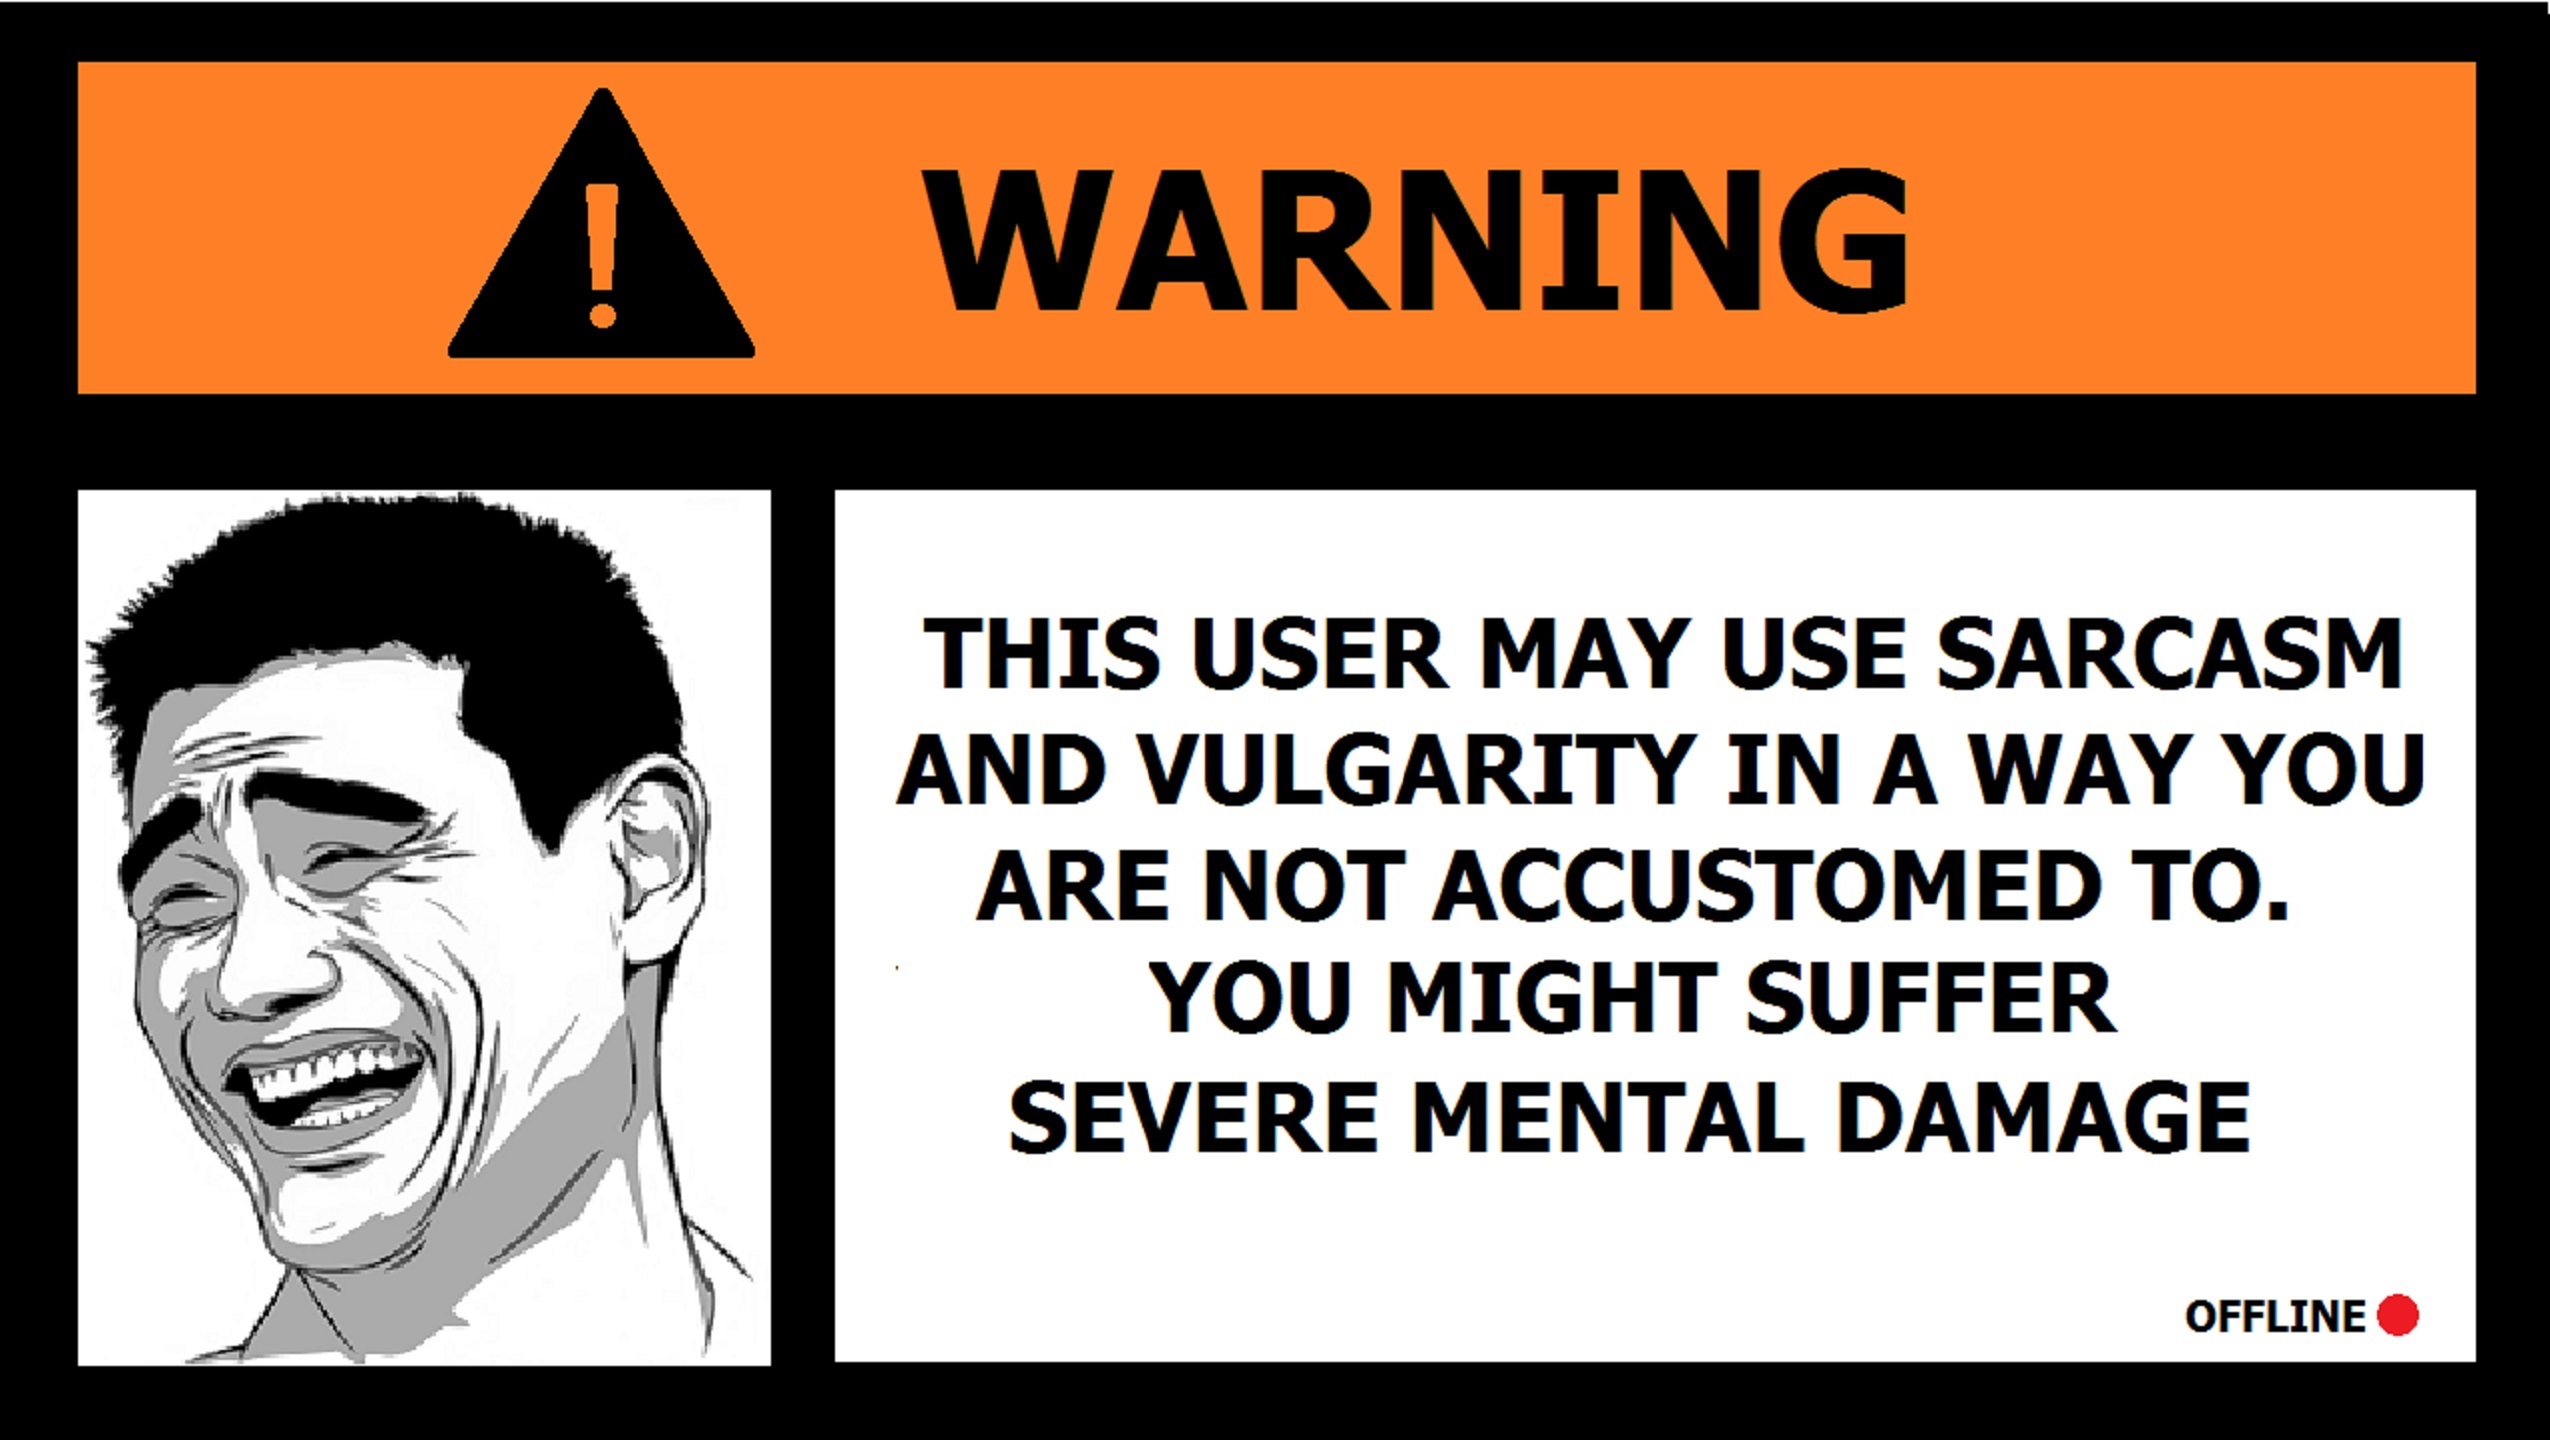 WARNING
THIS USER MAY USE SARCASM
AND VULGARITY IN A WAY YOU
ARE NOT ACCUSTOMED TO.
YOU MIGHT SUFFER
SEVERE MENTAL DAMAGE
OFFLINE